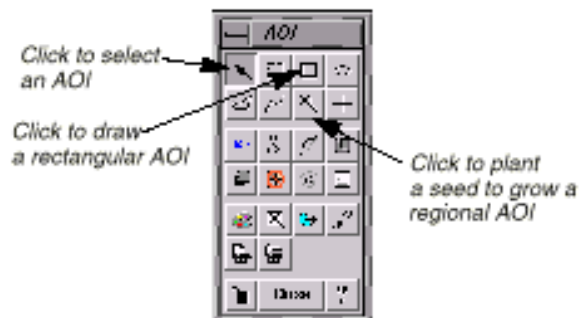 AOI
Click to select
an AOI
Click to draw
a rectangular AOI
Click to plant
a seed to grow a
regional AOI
Close
?